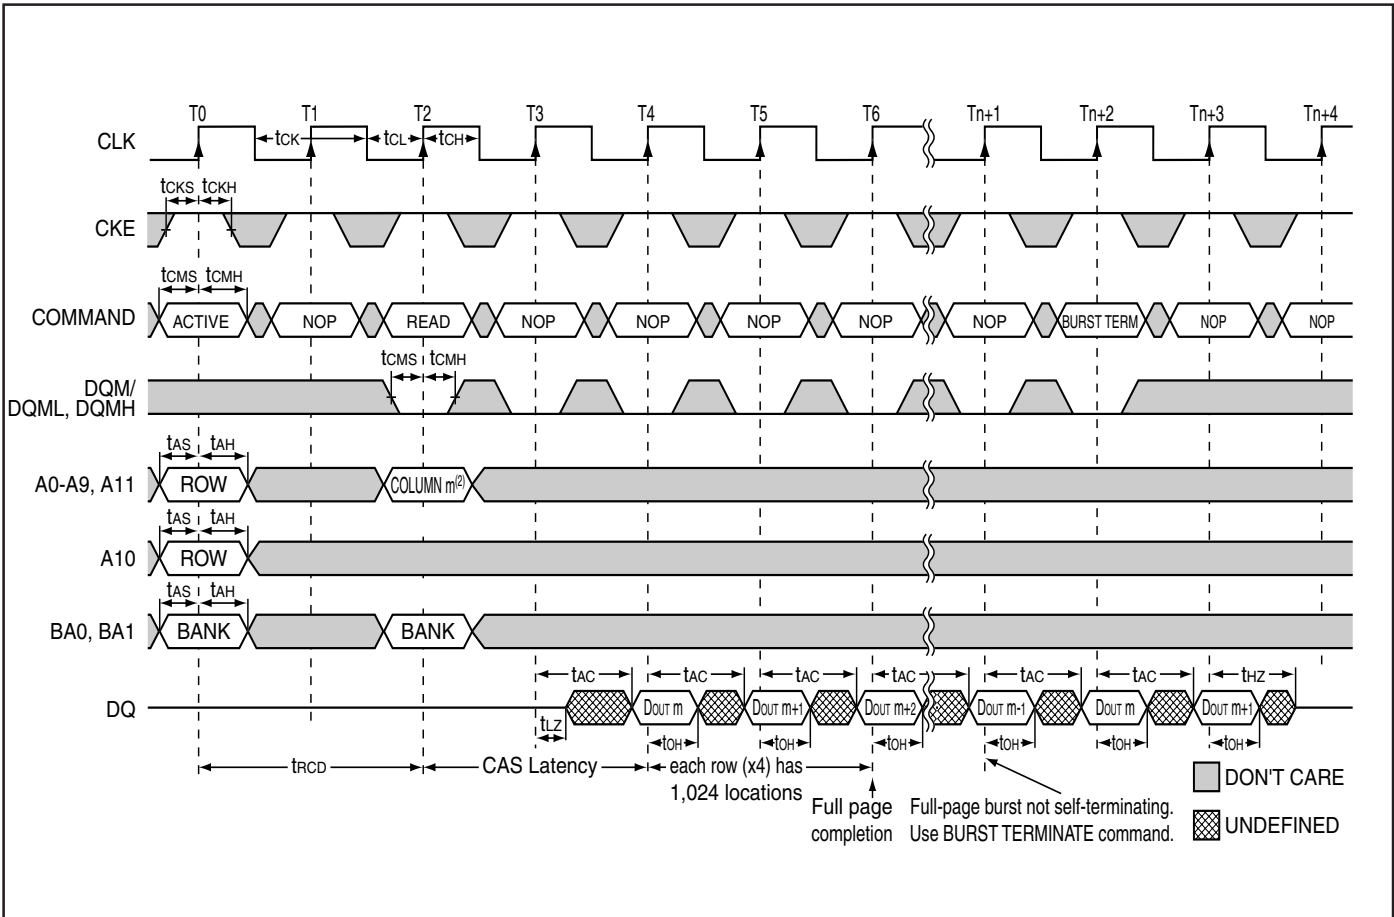 T0 T1 T2 T3 T4 T5 T6 Tn+1 Tn+2 Tn+3 Tn+4
CLK tCK tCL tCH
tCKS tCKH
CKE
tCMS tCMH
COMMAND ACTIVE NOP READ NOP NOP NOP NOP NOP BURST TERM NOP NOP
tCMS tCMH
DQM/
DQML, DQMH
tAS tAH
A0-A9, A11 ROW COLUMN m(2)
tAS tAH
A10 ROW
tAS tAH
BA0, BA1 BANK BANK
tAC tAC tAC tAC tAC tAC tHZ
DQ DOUT m DOUT m+1 DOUT m+2 DOUT m-1 DOUT m DOUT m+1
tLZ tOH tOH tOH tOH tOH tOH
tRCD CAS Latency each row (x4) has
1,024 locations
Full page
completion
Full-page burst not self-terminating.
Use BURST TERMINATE command.
DON'T CARE
UNDEFINED